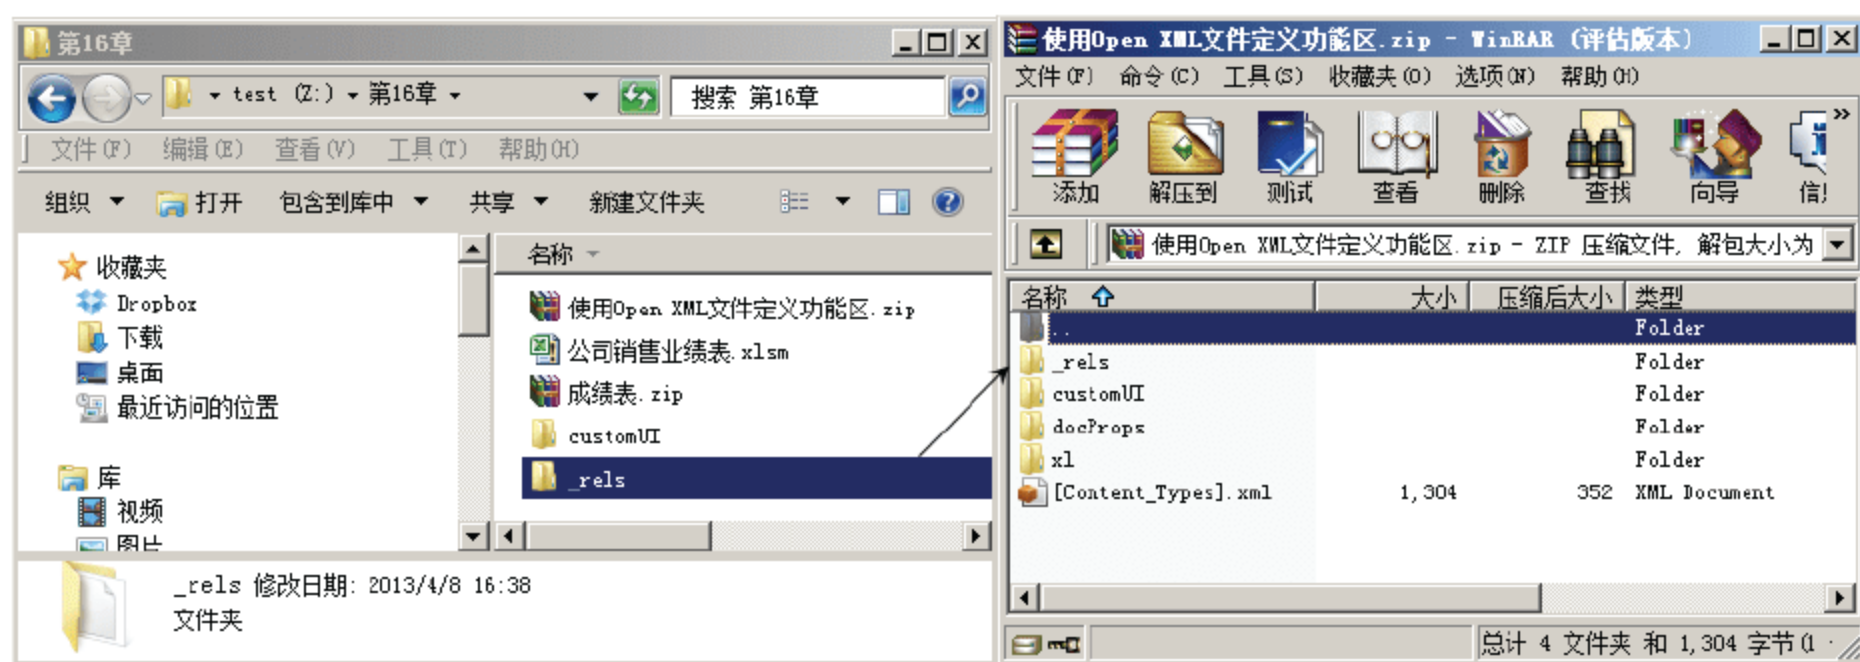 第16章
test (Z:) 第16章
搜索 第16章
文件(F) 编辑(E) 查看(V) 工具(T) 帮助(H)
组织 打开 包含到库中 共享 新建文件夹
收藏夹
Dropbox
下载
桌面
最近访问的位置
库
视频
图片
名称
使用Open XML文件定义功能区.zip
公司销售业绩表.xlsm
成绩表.zip
customUI
_rels
_rels 修改日期: 2013/4/8 16:38
文件夹
使用Open XML文件定义功能区.zip - WinRAR (评估版本)
文件(F) 命令(C) 工具(S) 收藏夹(O) 选项(N) 帮助(H)
添加 解压到 测试 查看 删除 查找 向导
使用Open XML文件定义功能区.zip - ZIP 压缩文件, 解包大小为
名称 大小 压缩后大小 类型
.. Folder
_rels Folder
customUI Folder
docProps Folder
xl Folder
[Content_Types].xml 1,304 352 XML Document
总计 4 文件夹 和 1,304 字节(1